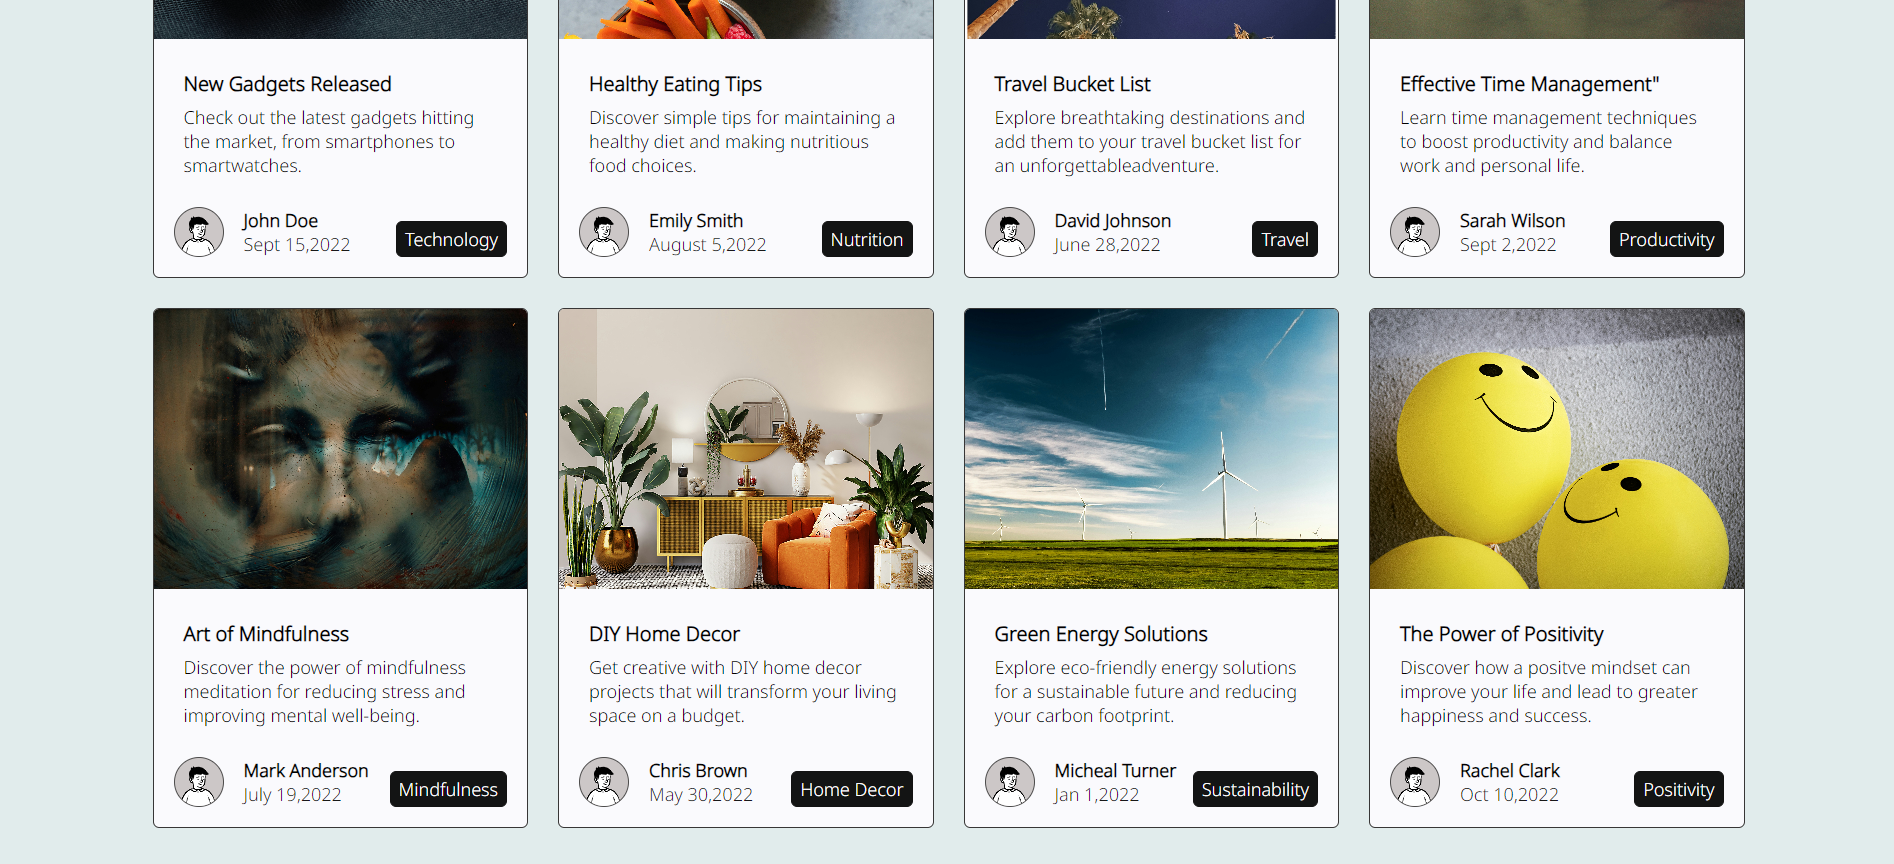 New Gadgets Released
Check out the latest gadgets hitting
the market, from smartphones to
smartwatches.
John Doe
Sept 15,2022
Technology
Healthy Eating Tips
Discover simple tips for maintaining a
healthy diet and making nutritious
food choices.
Emily Smith
August 5,2022
Nutrition
Travel Bucket List
Explore breathtaking destinations and
add them to your travel bucket list for
an unforgettableadventure.
David Johnson
June 28,2022
Travel
Effective Time Management"
Learn time management techniques
to boost productivity and balance
work and personal life.
Sarah Wilson
Sept 2,2022
Productivity
Art of Mindfulness
Discover the power of mindfulness
meditation for reducing stress and
improving mental well-being.
Mark Anderson
July 19,2022
Mindfulness
DIY Home Decor
Get creative with DIY home decor
projects that will transform your living
space on a budget.
Chris Brown
May 30,2022
Home Decor
Green Energy Solutions
Explore eco-friendly energy solutions
for a sustainable future and reducing
your carbon footprint.
Micheal Turner
Jan 1,2022
Sustainability
The Power of Positivity
Discover how a positve mindset can
improve your life and lead to greater
happiness and success.
Rachel Clark
Oct 10,2022
Positivity